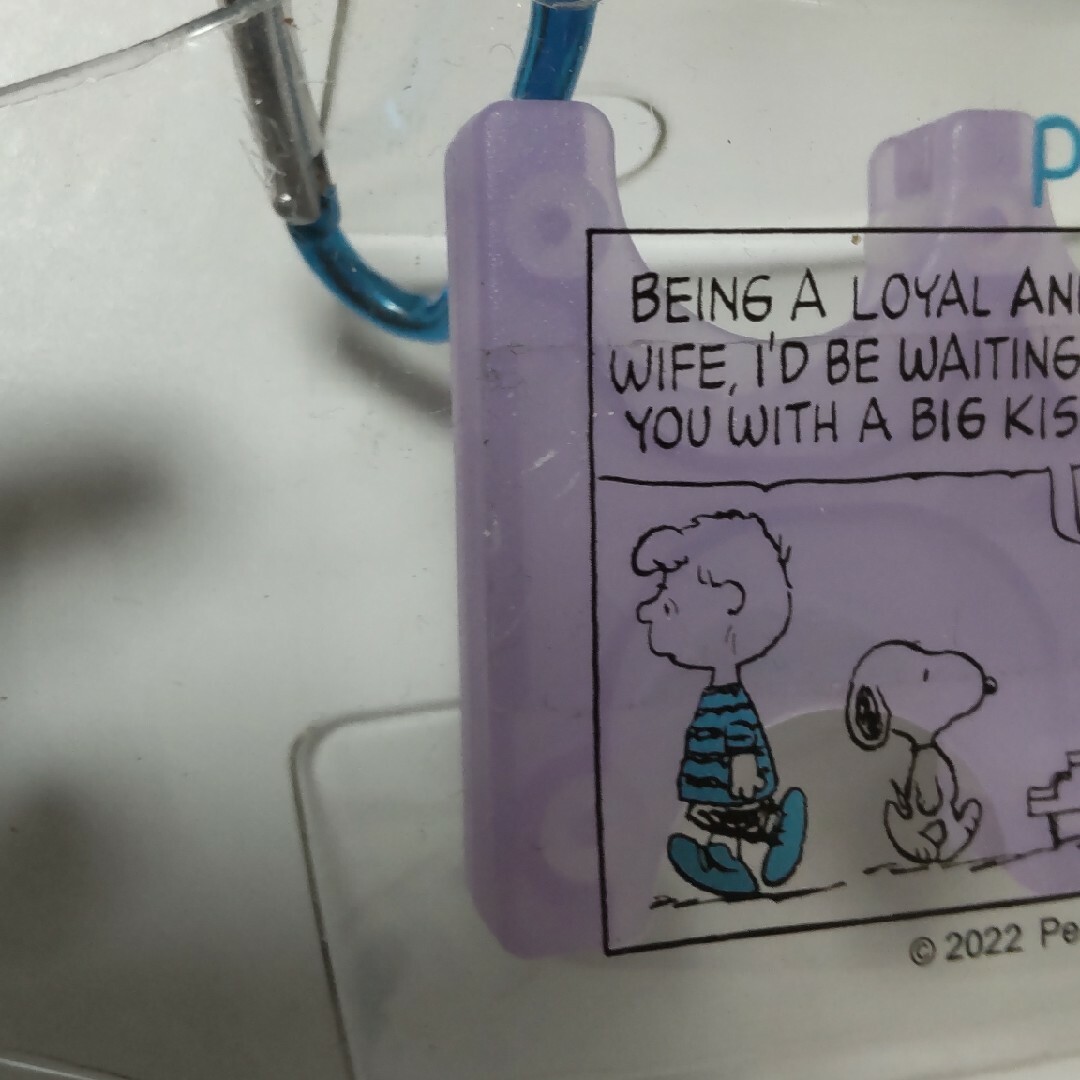 P
BEING A LOYAL AN
WIFE, I'D BE WAITING
YOU WITH A BIG KIS
© 2022 Pe